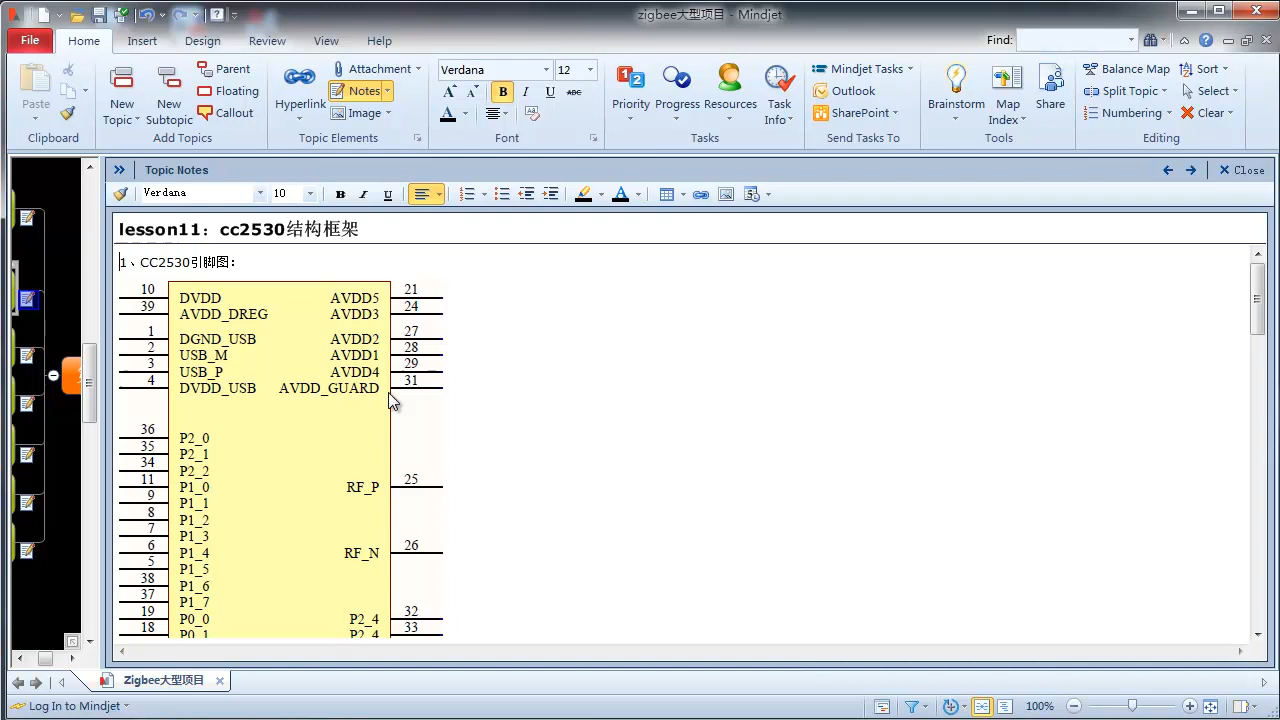 zigbee大型项目 - Mindjet
File Home Insert Design Review View Help Find:
Paste
Clipboard
New Topic
New Subtopic
Parent
Floating
Callout
Add Topics
Hyperlink
Attachment
Notes
Image
Topic Elements
Verdana 12
A A B I U ABC
A
Font
Priority
Progress
Resources
Task Info
Tasks
Mindjet Tasks
Outlook
SharePoint
Send Tasks To
Brainstorm
Map Index
Share
Tools
Balance Map
Split Topic
Numbering
Sort
Select
Clear
Editing
Topic Notes
Close
Verdana 10 B I U A
lesson11：cc2530结构框架
1、CC2530引脚图：
10 DVDD AVDD5 21
39 AVDD_DREG AVDD3 24
1 DGND_USB AVDD2 27
2 USB_M AVDD1 28
3 USB_P AVDD4 29
4 DVDD_USB AVDD_GUARD 31
36 P2_0
35 P2_1
34 P2_2
11 P1_0 RF_P 25
9 P1_1
8 P1_2
7 P1_3
6 P1_4 RF_N 26
5 P1_5
38 P1_6
37 P1_7
19 P0_0 P2_4 32
18 P0_1 P2_4 33
Zigbee大型项目
Log In to Mindjet
100%